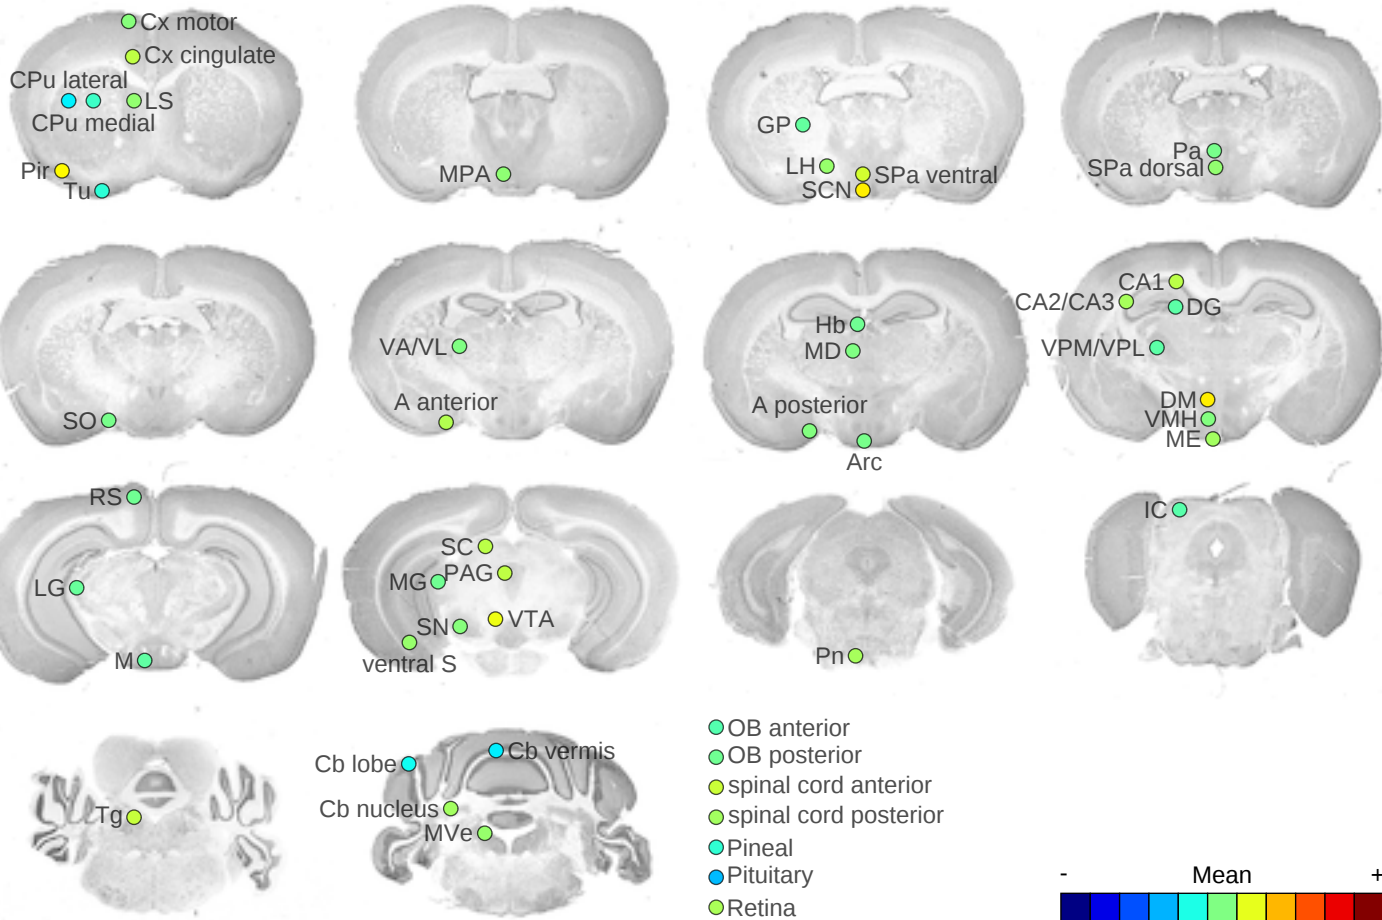 Cx motor
Cx cingulate
CPu lateral
LS
CPu medial
Pir
Tu
MPA
GP
LH
SPa ventral
SCN
Pa
SPa dorsal
SO
VA/VL
A anterior
Hb
MD
A posterior
Arc
CA1
CA2/CA3
DG
VPM/VPL
DM
VMH
ME
RS
LG
M
SC
MG
PAG
SN
VTA
ventral S
Pn
IC
Tg
Cb lobe
Cb vermis
Cb nucleus
MVe
OB anterior
OB posterior
spinal cord anterior
spinal cord posterior
Pineal
Pituitary
Retina
- Mean +